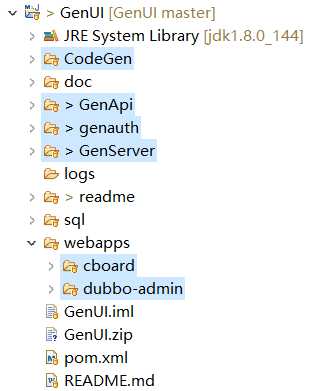 > GenUI [GenUI master]
JRE System Library [jdk1.8.0_144]
CodeGen
doc
> GenApi
> genauth
> GenServer
logs
> readme
sql
webapps
cboard
dubbo-admin
GenUI.iml
GenUI.zip
pom.xml
README.md